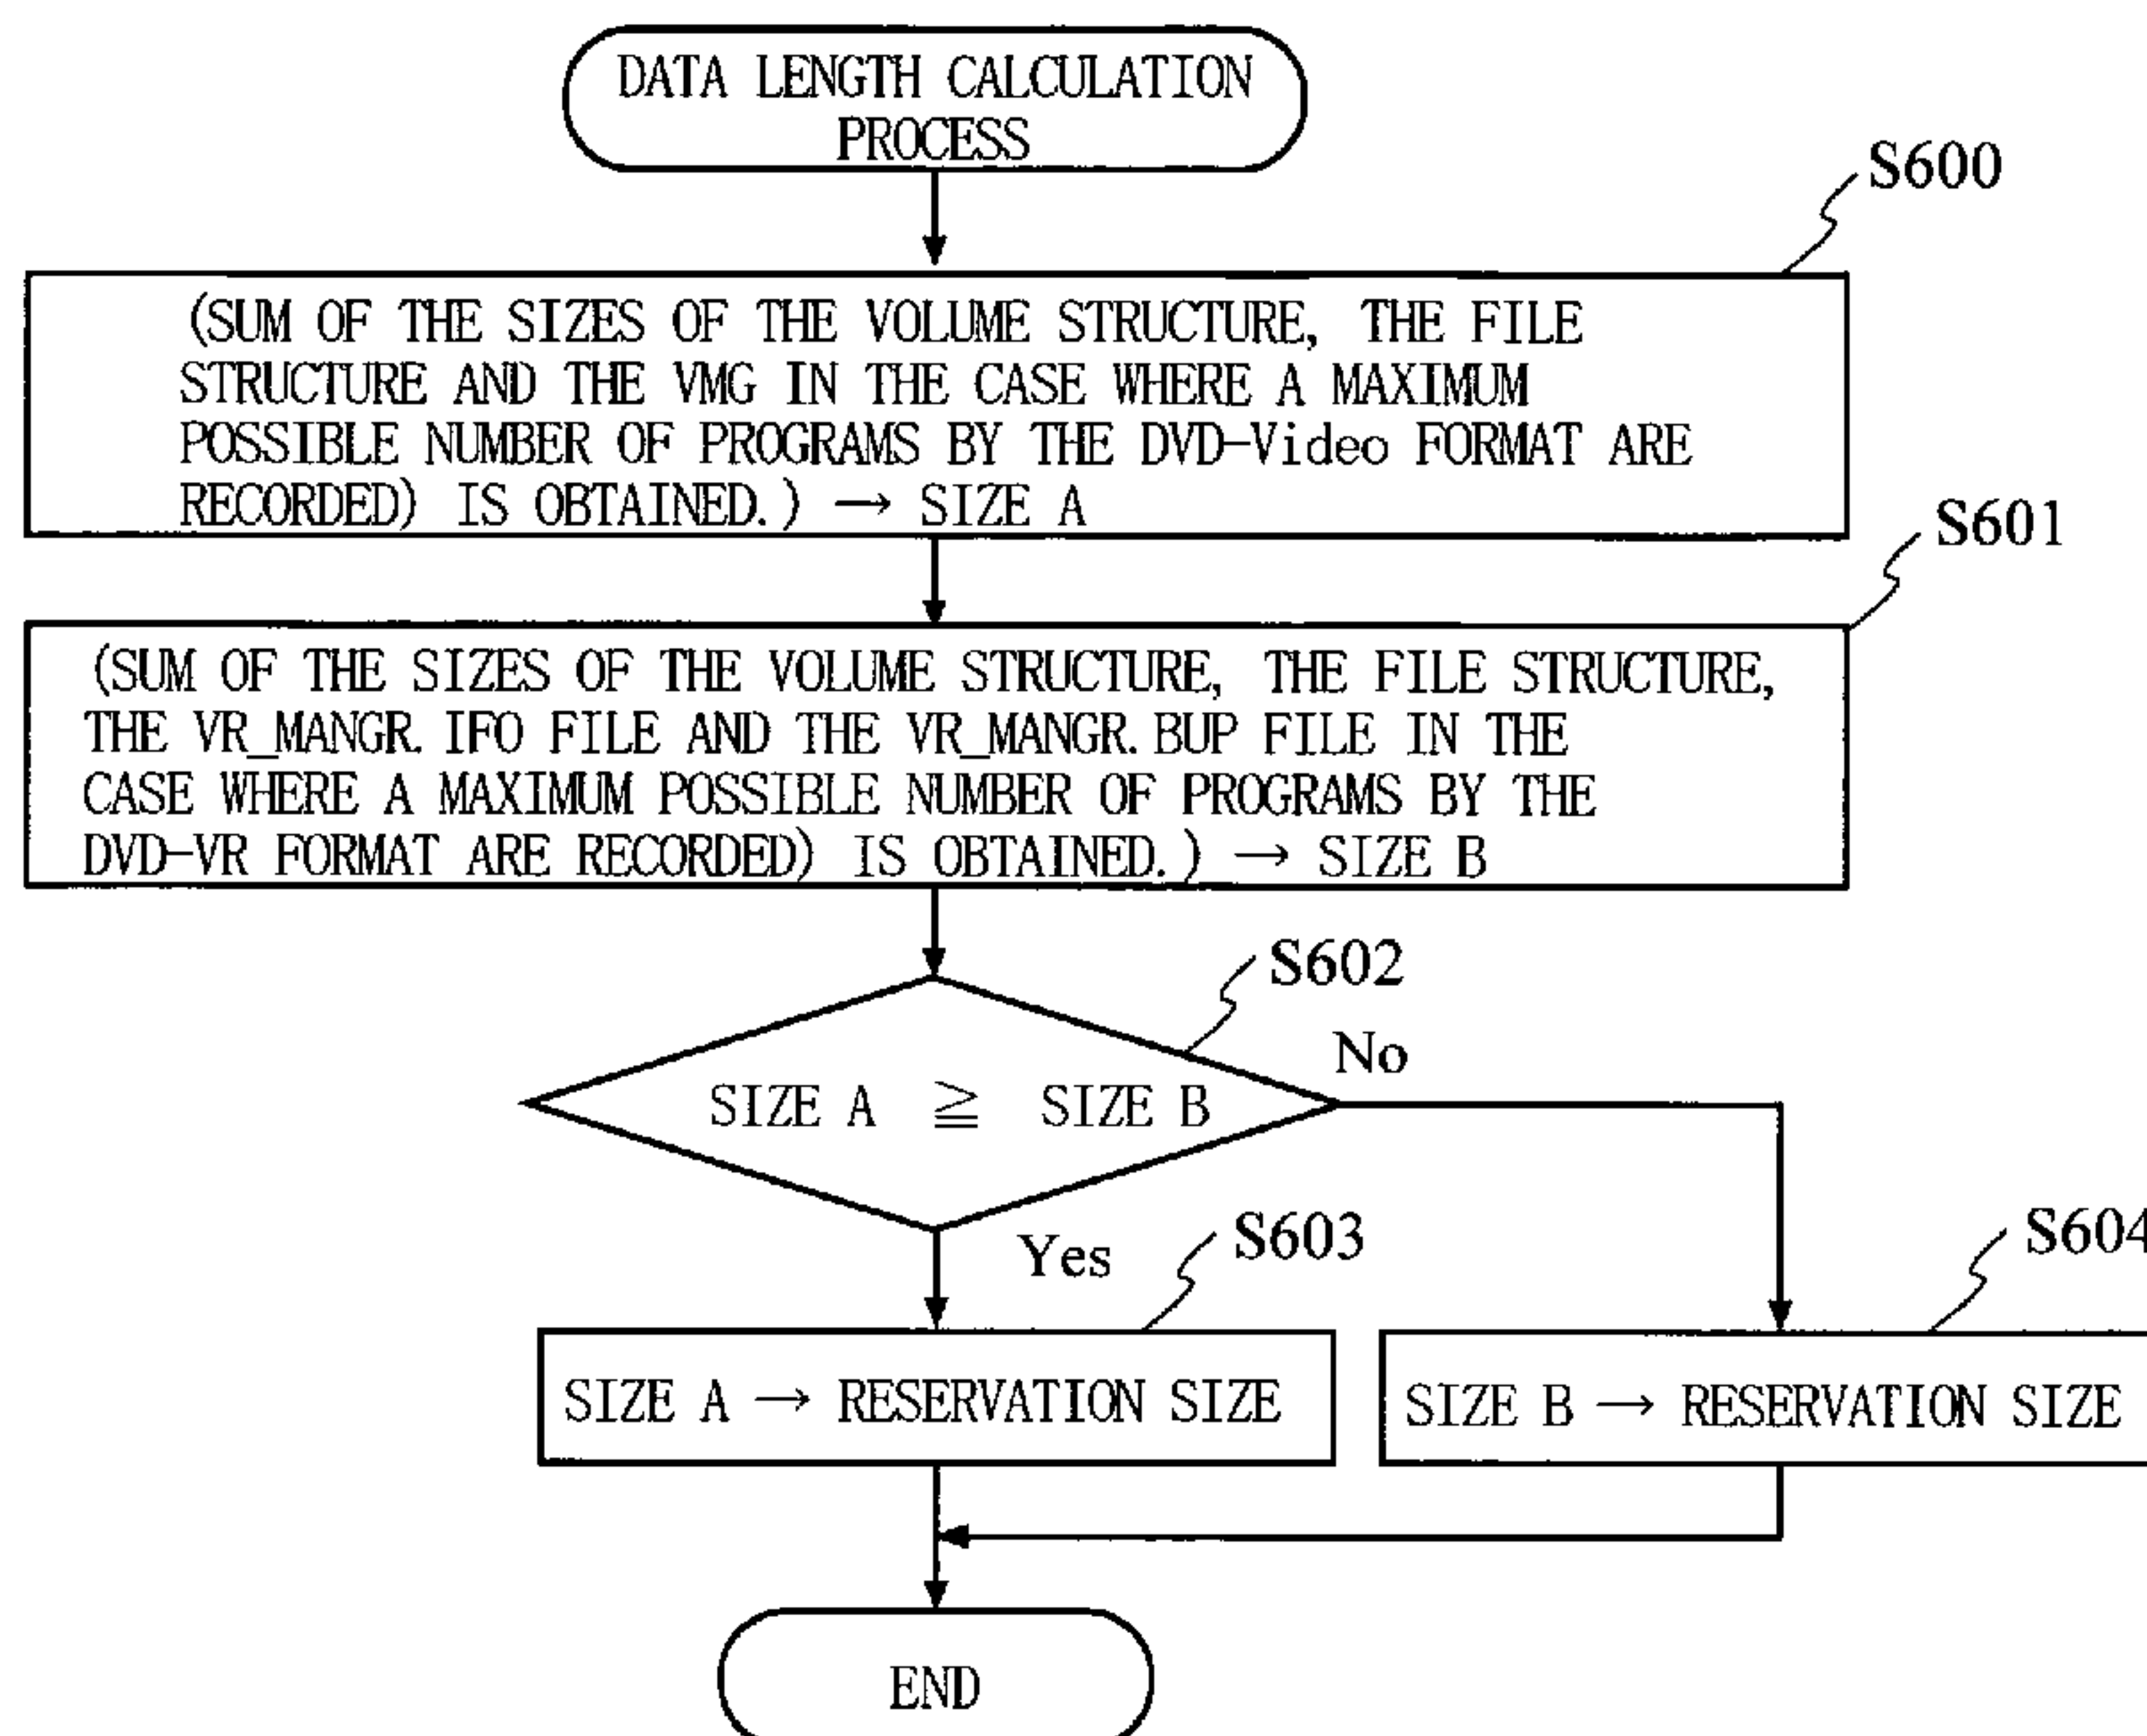 DATA LENGTH CALCULATION
PROCESS
S600
(SUM OF THE SIZES OF THE VOLUME STRUCTURE, THE FILE
STRUCTURE AND THE VMG IN THE CASE WHERE A MAXIMUM
POSSIBLE NUMBER OF PROGRAMS BY THE DVD-Video FORMAT ARE
RECORDED) IS OBTAINED.) → SIZE A
S601
(SUM OF THE SIZES OF THE VOLUME STRUCTURE, THE FILE STRUCTURE,
THE VR_MANGR. IFO FILE AND THE VR_MANGR. BUP FILE IN THE
CASE WHERE A MAXIMUM POSSIBLE NUMBER OF PROGRAMS BY THE
DVD-VR FORMAT ARE RECORDED) IS OBTAINED.) → SIZE B
S602
No
SIZE A ≧ SIZE B
Yes
S603
S604
SIZE A → RESERVATION SIZE
SIZE B → RESERVATION SIZE
END